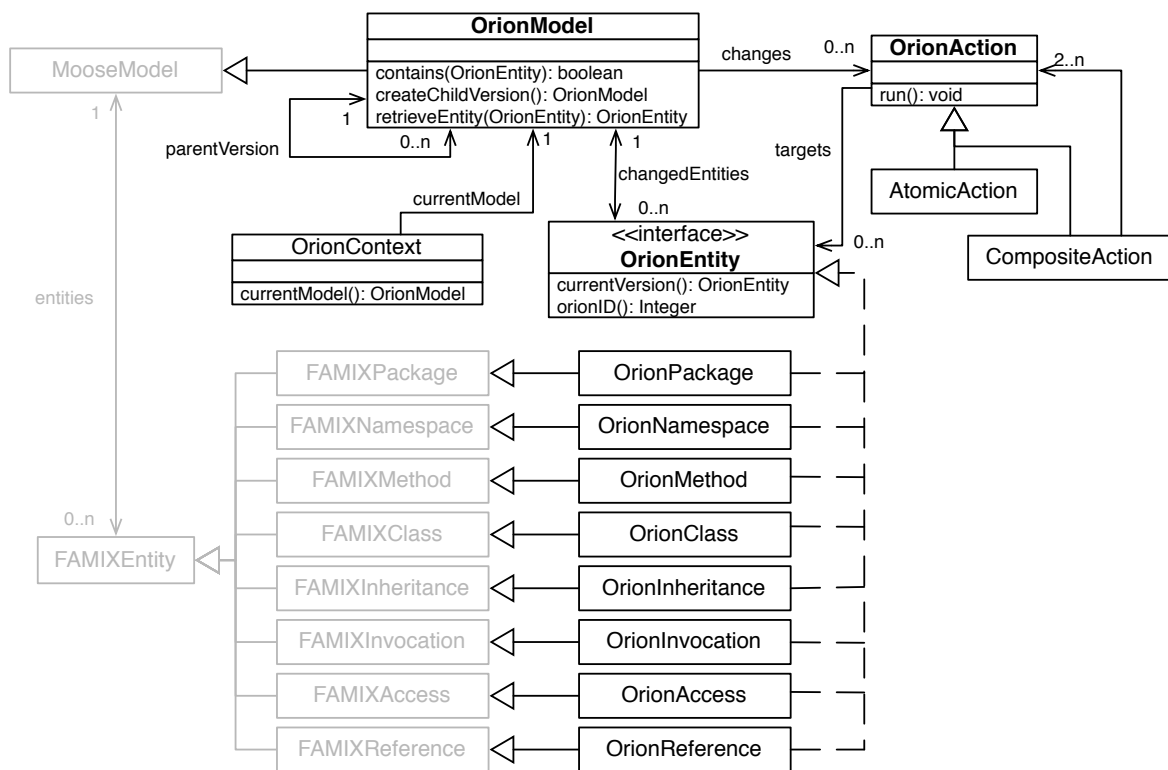 OrionModel
contains(OrionEntity): boolean
createChildVersion(): OrionModel
retrieveEntity(OrionEntity): OrionEntity
MooseModel
1
changes
0..n
OrionAction
run(): void
2..n
1
parentVersion
0..n
1
currentModel
1
changedEntities
0..n
targets
0..n
AtomicAction
CompositeAction
OrionContext
currentModel(): OrionModel
<<interface>>
OrionEntity
currentVersion(): OrionEntity
orionID(): Integer
entities
0..n
FAMIXEntity
FAMIXPackage
OrionPackage
FAMIXNamespace
OrionNamespace
FAMIXMethod
OrionMethod
FAMIXClass
OrionClass
FAMIXInheritance
OrionInheritance
FAMIXInvocation
OrionInvocation
FAMIXAccess
OrionAccess
FAMIXReference
OrionReference